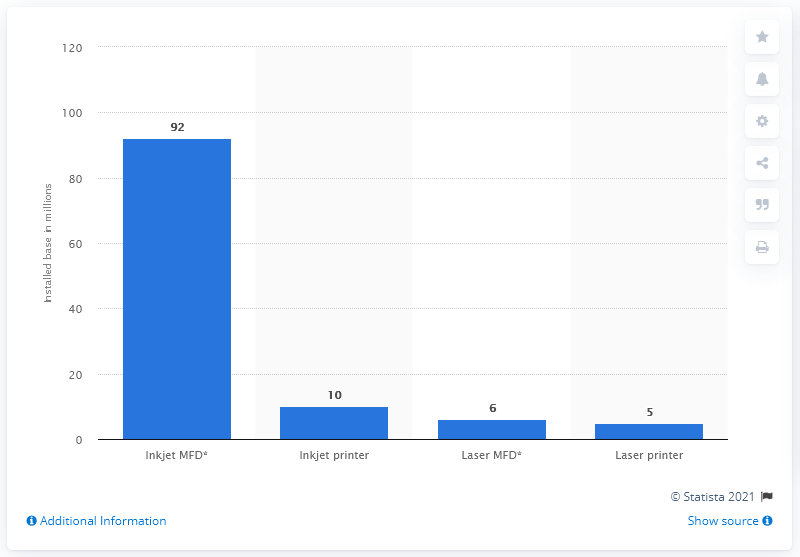 120
100
80
60
40
20
0
Installed base in millions
92
10
6
5
Inkjet MFD*
Inkjet printer
Laser MFD*
Laser printer
© Statista 2021
Additional Information
Show source